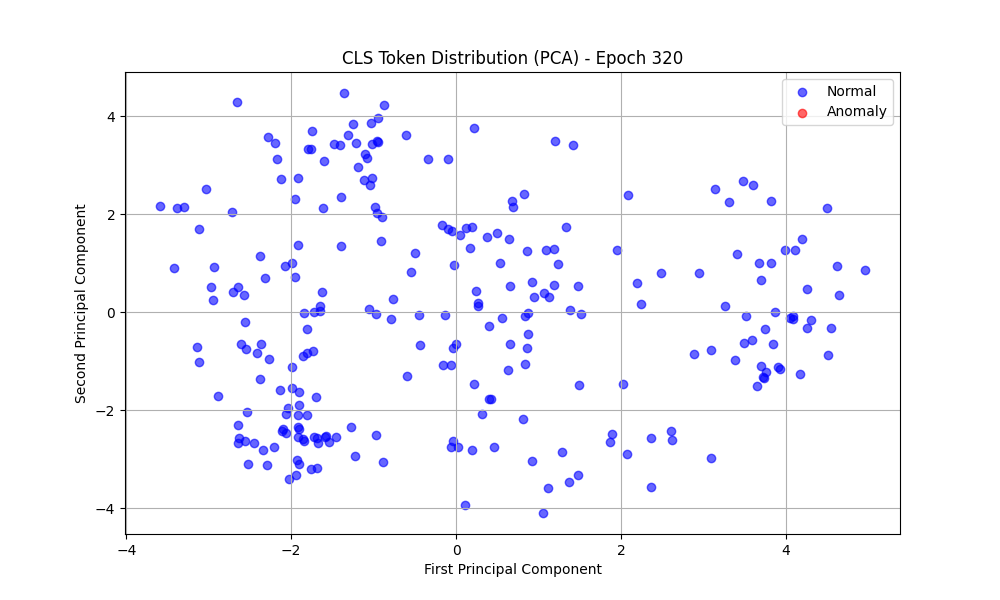 CLS Token Distribution (PCA) - Epoch 320
Normal
Anomaly
Second Principal Component
4
2
0
−2
−4
−4
−2
0
2
4
First Principal Component